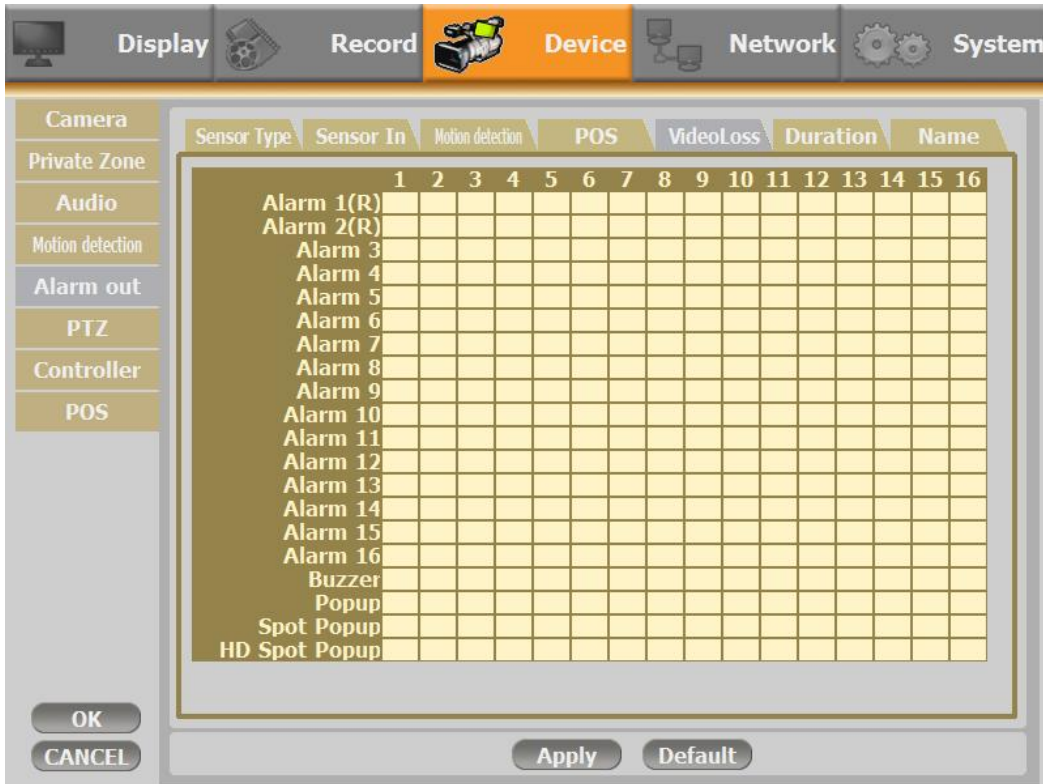 Display Record Device Network System
Camera
Private Zone
Audio
Motion detection
Alarm out
PTZ
Controller
POS
OK
CANCEL
Sensor Type Sensor In Motion detection POS VideoLoss Duration Name
1 2 3 4 5 6 7 8 9 10 11 12 13 14 15 16
Alarm 1(R)
Alarm 2(R)
Alarm 3
Alarm 4
Alarm 5
Alarm 6
Alarm 7
Alarm 8
Alarm 9
Alarm 10
Alarm 11
Alarm 12
Alarm 13
Alarm 14
Alarm 15
Alarm 16
Buzzer
Popup
Spot Popup
HD Spot Popup
Apply Default